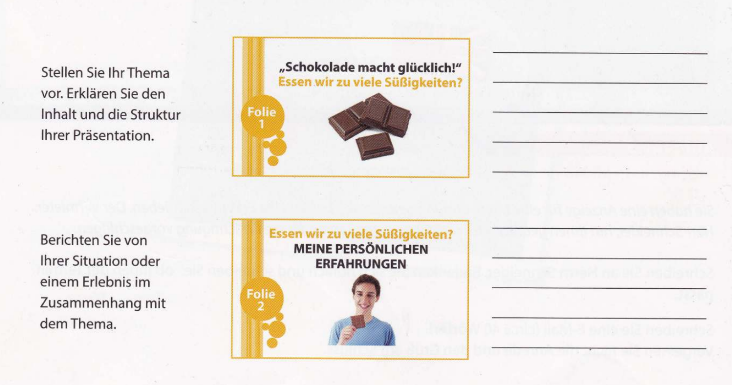 Stellen Sie Ihr Thema
vor. Erklären Sie den
Inhalt und die Struktur
Ihrer Präsentation.
„Schokolade macht glücklich!“
Essen wir zu viele Süßigkeiten?
Folie
1
Berichten Sie von
Ihrer Situation oder
einem Erlebnis im
Zusammenhang mit
dem Thema.
Essen wir zu viele Süßigkeiten?
MEINE PERSÖNLICHEN
ERFAHRUNGEN
Folie
2